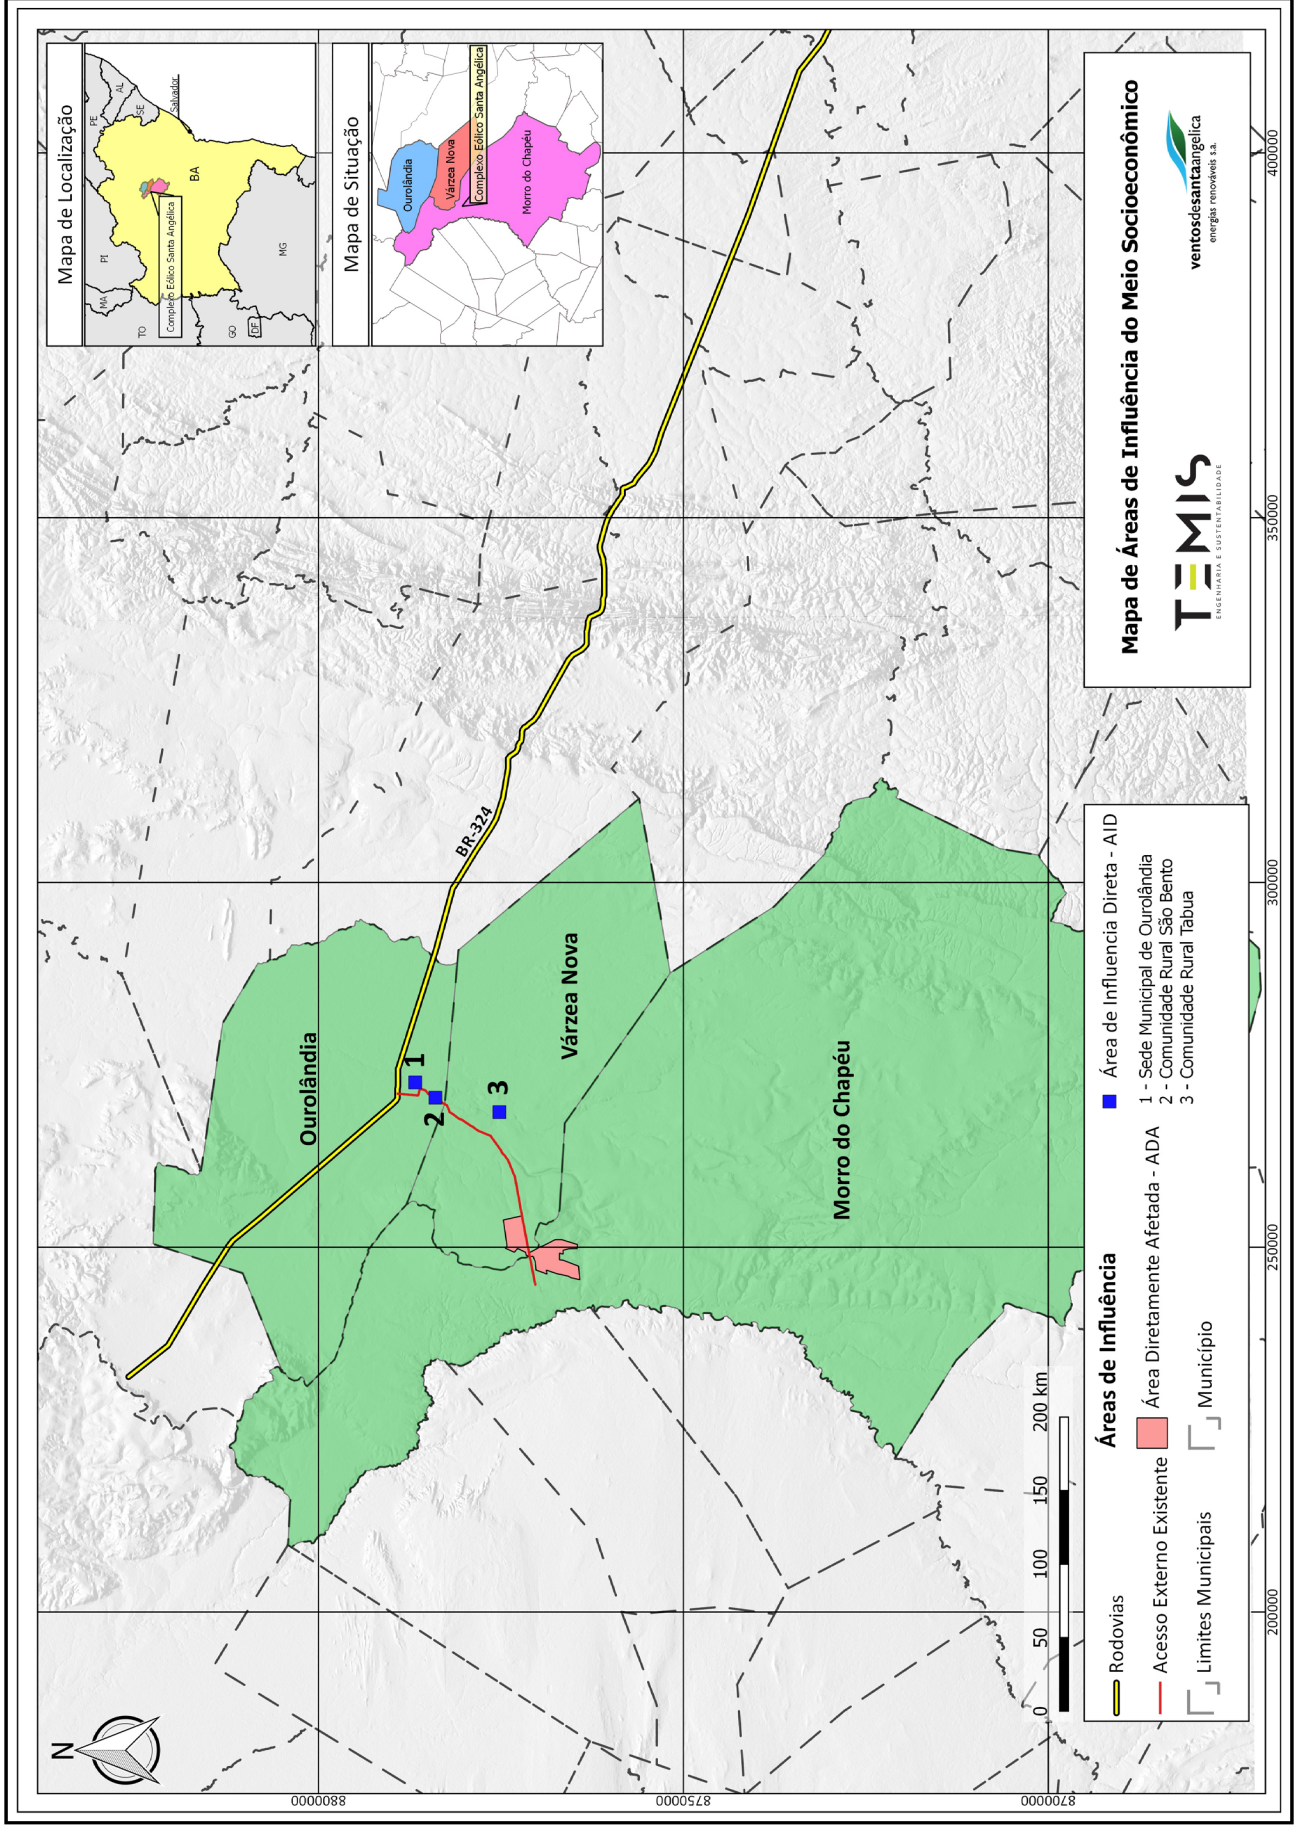 N
Mapa de Localização
PE
AL
SE
Salvador
PI
MA
BA
TO
Complexo Eólico Santa Angélica
GO
DF
MG
Mapa de Situação
Ourolândia
Várzea Nova
Complexo Eólico Santa Angélica
Morro do Chapéu
BR-324
Ourolândia
1
2
3
Várzea Nova
Morro do Chapéu
8800000
8750000
8700000
200000
250000
300000
350000
400000
0 50 100 150 200 km
Áreas de Influência
Rodovias
Acesso Externo Existente
Limites Municipais
Área Diretamente Afetada - ADA
Município
Área de Influencia Direta - AID
1 - Sede Municipal de Ourolândia
2 - Comunidade Rural São Bento
3 - Comunidade Rural Tábua
Mapa de Áreas de Influência do Meio Socioeconômico
TEMIS
ENGENHARIA E SUSTENTABILIDADE
ventosdesantaangelica
energias renováveis s.a.